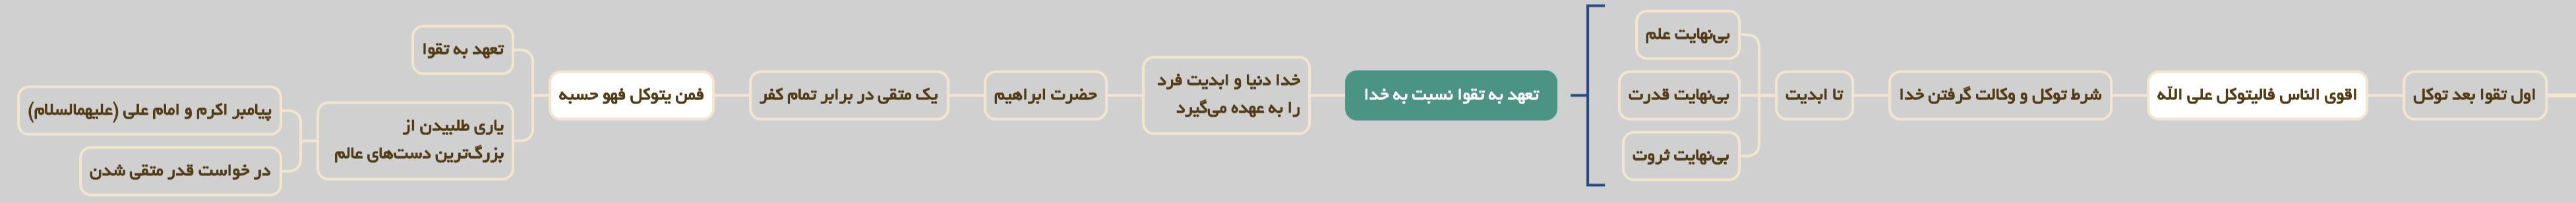 اول تقوا بعد توکل
اقوی الناس فالیتوکل علی الله
شرط توکل و وکالت گرفتن خدا
تا ابدیت
بی‌نهایت علم
بی‌نهایت قدرت
بی‌نهایت ثروت
تعهد به تقوا نسبت به خدا
خدا دنیا و ابدیت فرد
را به عهده می‌گیرد
حضرت ابراهیم
یک متقی در برابر تمام کفر
فمن یتوکل فهو حسبه
تعهد به تقوا
یاری طلبیدن از
بزرگ‌ترین دست‌های عالم
پیامبر اکرم و امام علی (علیهمالسلام)
در خواست قدر متقی شدن